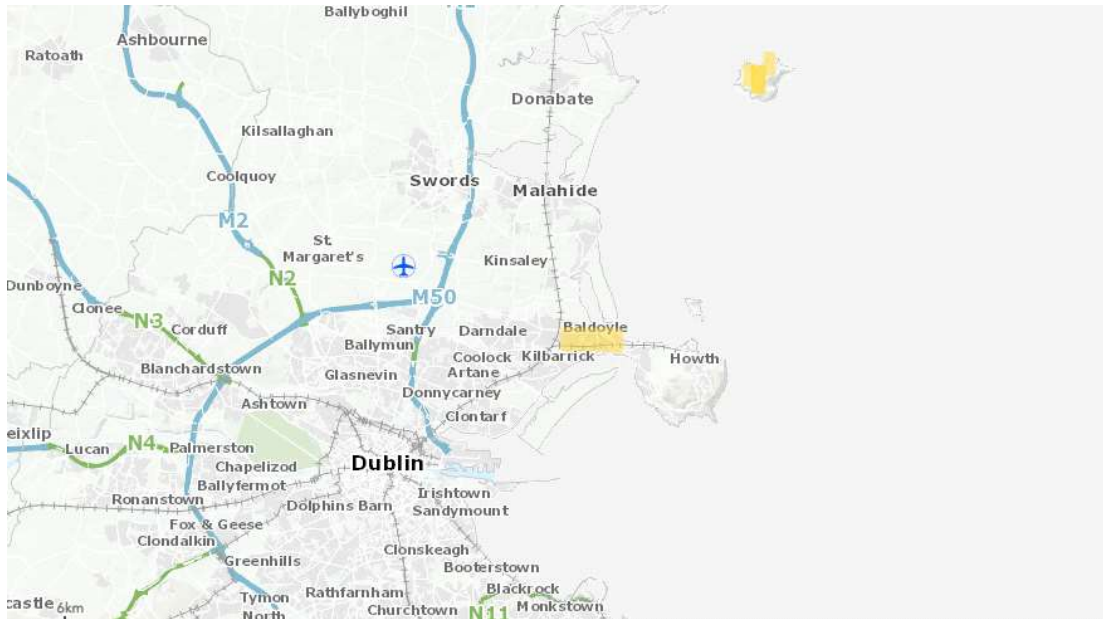 Ballyboghil
Ashbourne
Ratoath
Donabate
Kilsallaghan
Coolquoy
Swords
Malahide
M2
St.
Margaret's
Kinsaley
N2
Dunboyne
M50
Clonee
N3
Corduff
Santry
Darndale
Baldoyle
Ballymun
Coolock
Kilbarrick
Howth
Blanchardstown
Glasnevin
Artane
Donnycarney
Ashtown
Clontarf
eixlip
Lucan
N4
Palmerston
Dublin
Chapelizod
Ballyfermot
Irishtown
Ronanstown
Dolphins Barn
Sandymount
Fox & Geese
Clondalkin
Clonskeagh
Greenhills
Booterstown
Rathfarnham
Blackrock
castle
6km
Tymon
North
Churchtown
N11
Monkstown